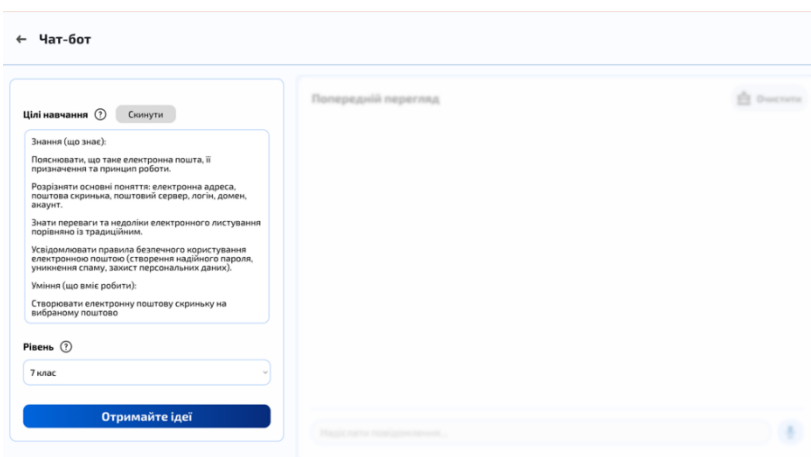 ← Чат-бот
Цілі навчання ? Скинути
Знання (що знає):
Пояснювати, що таке електронна пошта, її
призначення та принцип роботи.
Розрізняти основні поняття: електронна адреса,
поштова скринька, поштовий сервер, логін, домен,
акаунт.
Знати переваги та недоліки електронного листування
порівняно із традиційним.
Усвідомлювати правила безпечного користування
електронною поштою (створення надійного пароля,
уникнення спаму, захист персональних даних).
Уміння (що вміє робити):
Створювати електронну поштову скриньку на
вибраному поштово
Рівень ?
7 клас
Отримайте ідеї
Попередній перегляд
Очистити